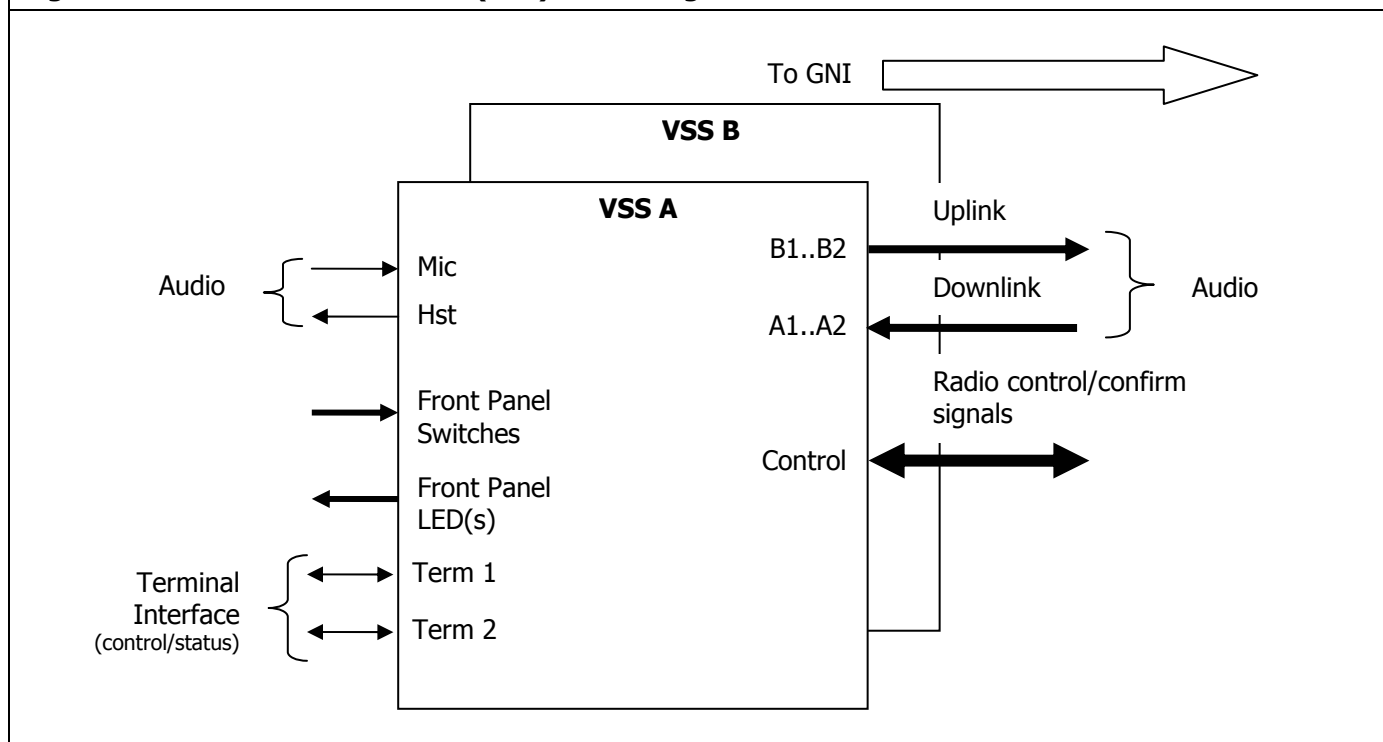 To GNI
VSS B
VSS A
Uplink
B1..B2
Mic
Audio
Downlink
Audio
Hst
A1..A2
Radio control/confirm
signals
Front Panel
Switches
Control
Front Panel
LED(s)
Term 1
Terminal
Interface
(control/status)
Term 2